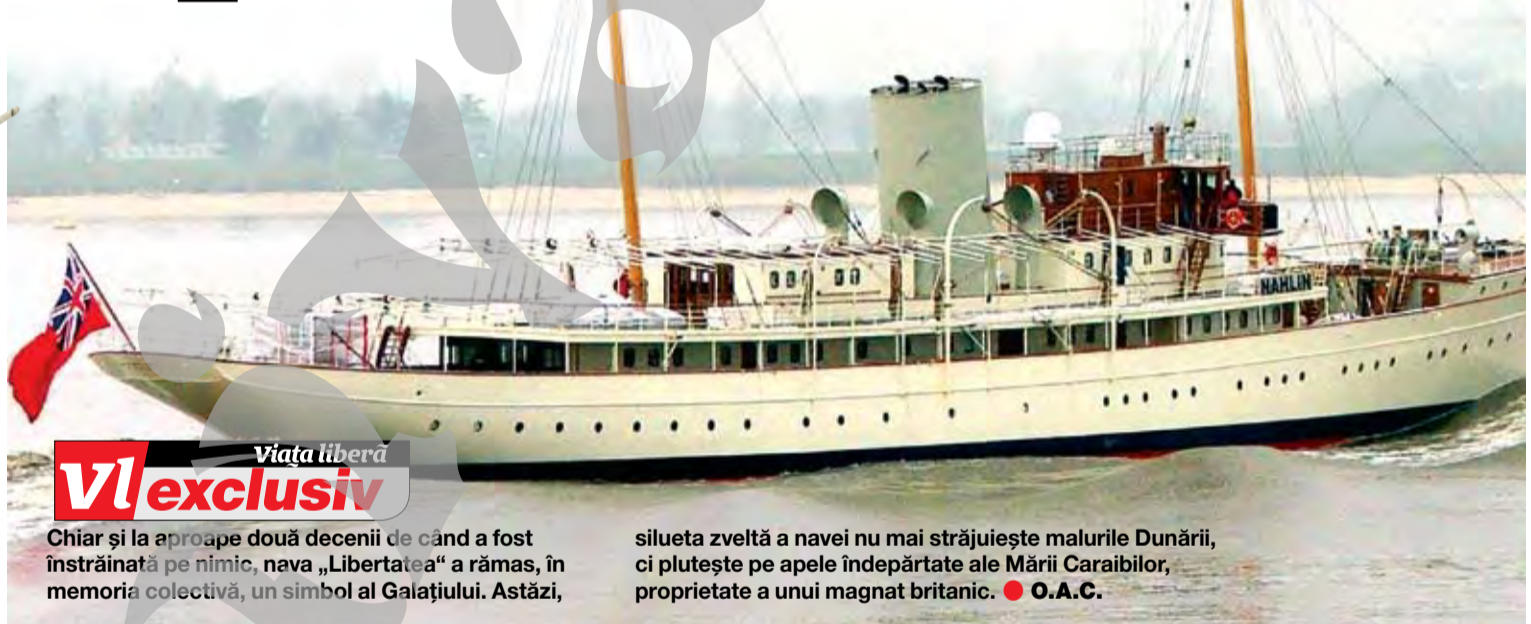 NAHLIN
Viața liberă
Vl exclusiv
Chiar și la aproape două decenii de când a fost
înstrăinată pe nimic, nava „Libertatea“ a rămas, în
memoria colectivă, un simbol al Galațiului. Astăzi,
silueta zveltă a navei nu mai străjuiește malurile Dunării,
ci plutește pe apele îndepărtate ale Mării Caraibilor,
proprietate a unui magnat britanic. ● O.A.C.